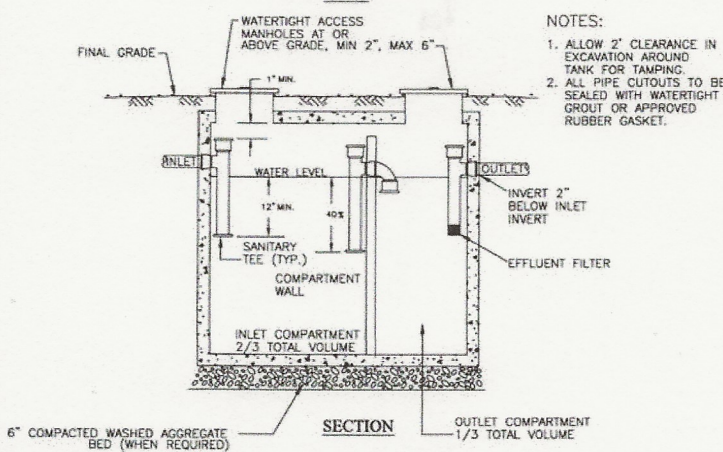 WATERTIGHT ACCESS
MANHOLES AT OR
ABOVE GRADE, MIN 2", MAX 6"
FINAL GRADE
1" MIN.
NOTES:
1. ALLOW 2' CLEARANCE IN
EXCAVATION AROUND
TANK FOR TAMPING.
2. ALL PIPE CUTOUTS TO BE
SEALED WITH WATERTIGHT
GROUT OR APPROVED
RUBBER GASKET.
INLET
WATER LEVEL
OUTLET
12" MIN.
40%
INVERT 2"
BELOW INLET
INVERT
SANITARY
TEE (TYP.)
EFFLUENT FILTER
COMPARTMENT
WALL
INLET COMPARTMENT
2/3 TOTAL VOLUME
6" COMPACTED WASHED AGGREGATE
BED (WHEN REQUIRED)
SECTION
OUTLET COMPARTMENT
1/3 TOTAL VOLUME